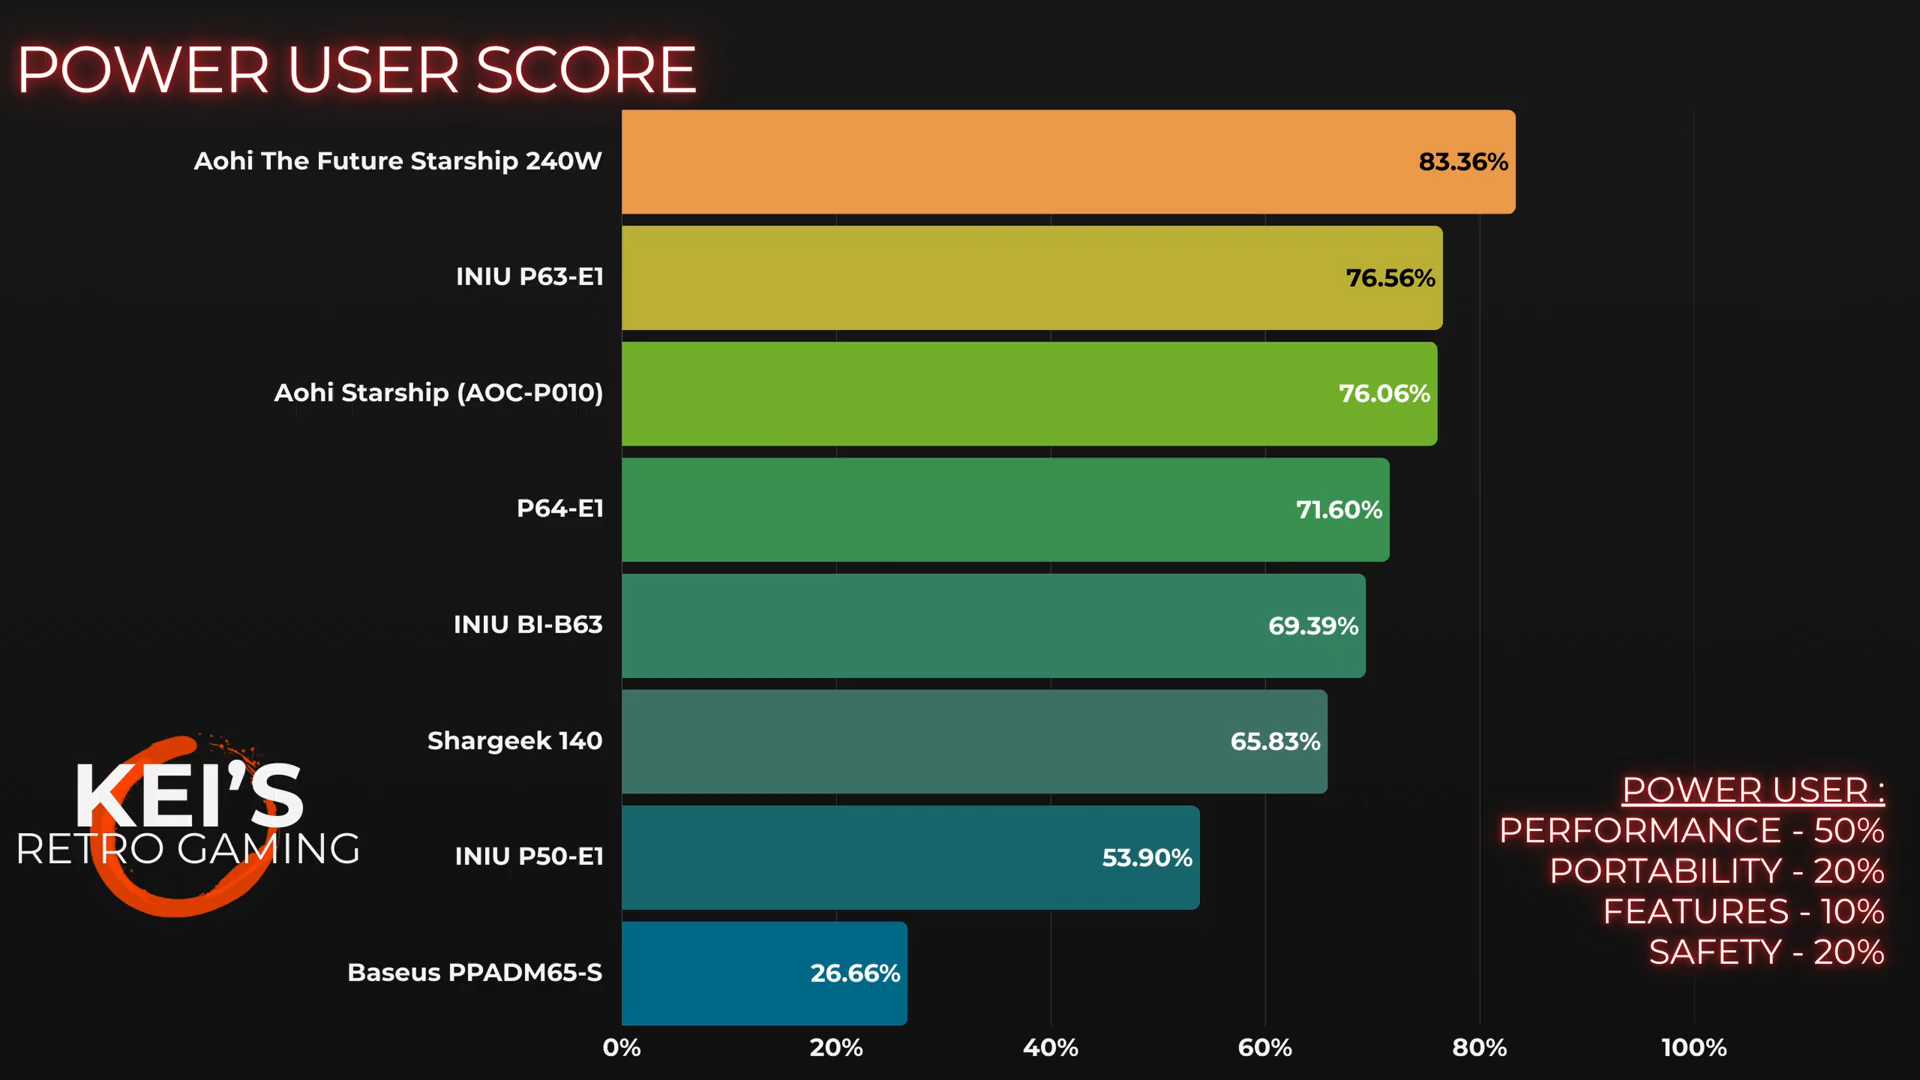 POWER USER SCORE
Aohi The Future Starship 240W
83.36%
INIU P63-E1
76.56%
Aohi Starship (AOC-P010)
76.06%
P64-E1
71.60%
INIU BI-B63
69.39%
Shargeek 140
65.83%
INIU P50-E1
53.90%
Baseus PPADM65-S
26.66%
0% 20% 40% 60% 80% 100%
KEI'S
RETRO GAMING
POWER USER :
PERFORMANCE - 50%
PORTABILITY - 20%
FEATURES - 10%
SAFETY - 20%